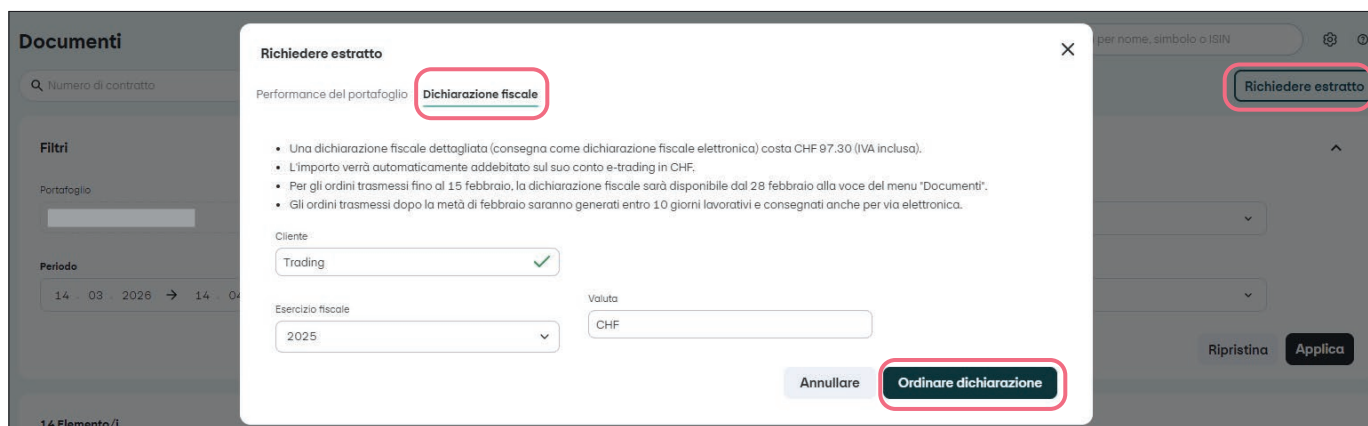 Documenti
Richiedere estratto
per nome, simbolo o ISIN
Numero di contratto
Performance del portafoglio Dichiarazione fiscale
Richiedere estratto
Filtri
• Una dichiarazione fiscale dettagliata (consegna come dichiarazione fiscale elettronica) costa CHF 97.30 (IVA inclusa).
• L'importo verrà automaticamente addebitato sul suo conto e-trading in CHF.
• Per gli ordini trasmessi fino al 15 febbraio, la dichiarazione fiscale sarà disponibile dal 28 febbraio alla voce del menu "Documenti".
• Gli ordini trasmessi dopo la metà di febbraio saranno generati entro 10 giorni lavorativi e consegnati anche per via elettronica.
Portafoglio
Cliente
Trading
Periodo
14 . 03 . 2026 → 14 . 04
Esercizio fiscale
Valuta
2025
CHF
Ripristina Applica
Annullare Ordinare dichiarazione
14 Elemento/i